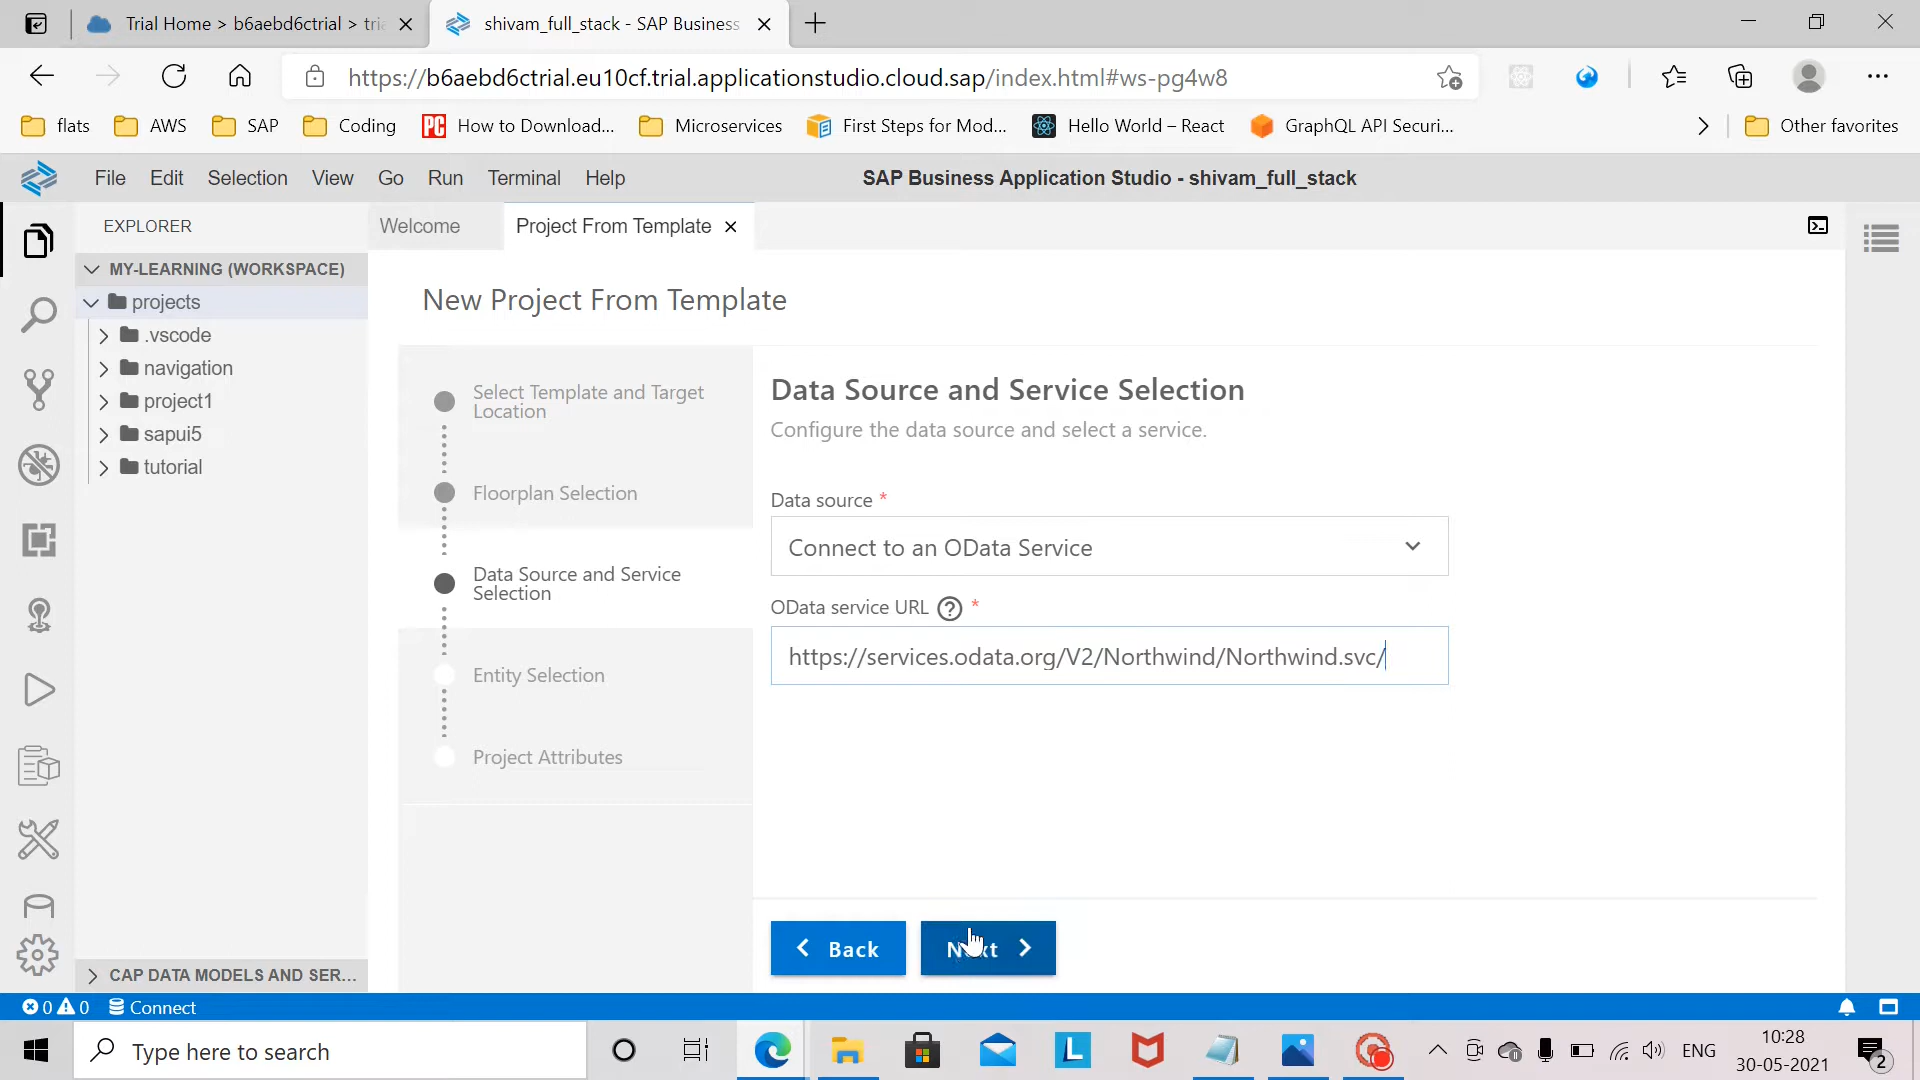 Trial Home > b6aebd6ctrial > tria
shivam_full_stack - SAP Business
https://b6aebd6ctrial.eu10cf.trial.applicationstudio.cloud.sap/index.html#ws-pg4w8
flats
AWS
SAP
Coding
PC
How to Download...
Microservices
First Steps for Mod...
Hello World – React
GraphQL API Securi...
Other favorites
File
Edit
Selection
View
Go
Run
Terminal
Help
SAP Business Application Studio - shivam_full_stack
EXPLORER
Welcome
Project From Template
MY-LEARNING (WORKSPACE)
projects
.vscode
navigation
project1
sapui5
tutorial
CAP DATA MODELS AND SER...
New Project From Template
Select Template and Target
Location
Floorplan Selection
Data Source and Service
Selection
Entity Selection
Project Attributes
Data Source and Service Selection
Configure the data source and select a service.
Data source *
Connect to an OData Service
OData service URL ? *
https://services.odata.org/V2/Northwind/Northwind.svc/
Back
Next
0
0
Connect
Type here to search
L
ENG
10:28
30-05-2021
2